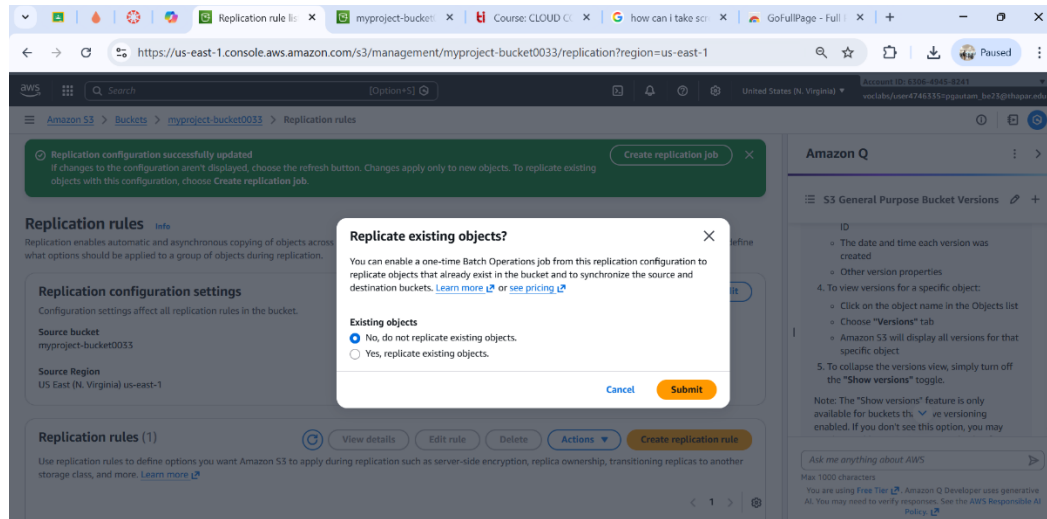 Replication rule lis
myproject-bucket
Course: CLOUD C
how can i take scr
GoFullPage - Full
https://us-east-1.console.aws.amazon.com/s3/management/myproject-bucket0033/replication?region=us-east-1
Paused
aws
Search
[Option+S]
United States (N. Virginia) ▼
Account ID: 6306-4945-8241
voclabs/user4746335=pgautam_be23@thapar.edu
Amazon S3 > Buckets > myproject-bucket0033 > Replication rules
Replication configuration successfully updated
If changes to the configuration aren't displayed, choose the refresh button. Changes apply only to new objects. To replicate existing
objects with this configuration, choose Create replication job.
Create replication job
Replication rules Info
Replication enables automatic and asynchronous copying of objects across
define
what options should be applied to a group of objects during replication.
Replication configuration settings
Configuration settings affect all replication rules in the bucket.
Source bucket
myproject-bucket0033
Source Region
US East (N. Virginia) us-east-1
Replicate existing objects?
You can enable a one-time Batch Operations job from this replication configuration to
replicate objects that already exist in the bucket and to synchronize the source and
destination buckets. Learn more or see pricing
Existing objects
No, do not replicate existing objects.
Yes, replicate existing objects.
Cancel
Submit
Replication rules (1)
View details
Edit rule
Delete
Actions ▼
Create replication rule
Use replication rules to define options you want Amazon S3 to apply during replication such as server-side encryption, replica ownership, transitioning replicas to another
storage class, and more. Learn more
< 1 >
Amazon Q
S3 General Purpose Bucket Versions
ID
The date and time each version was
created
Other version properties
4. To view versions for a specific object:
Click on the object name in the Objects list
Choose "Versions" tab
Amazon S3 will display all versions for that
specific object
5. To collapse the versions view, simply turn off
the "Show versions" toggle.
Note: The "Show versions" feature is only
available for buckets th ve versioning
enabled. If you don't see this option, you may
Ask me anything about AWS
Max 1000 characters
You are using Free Tier. Amazon Q Developer uses generative
AI. You may need to verify responses. See the AWS Responsible AI
Policy.